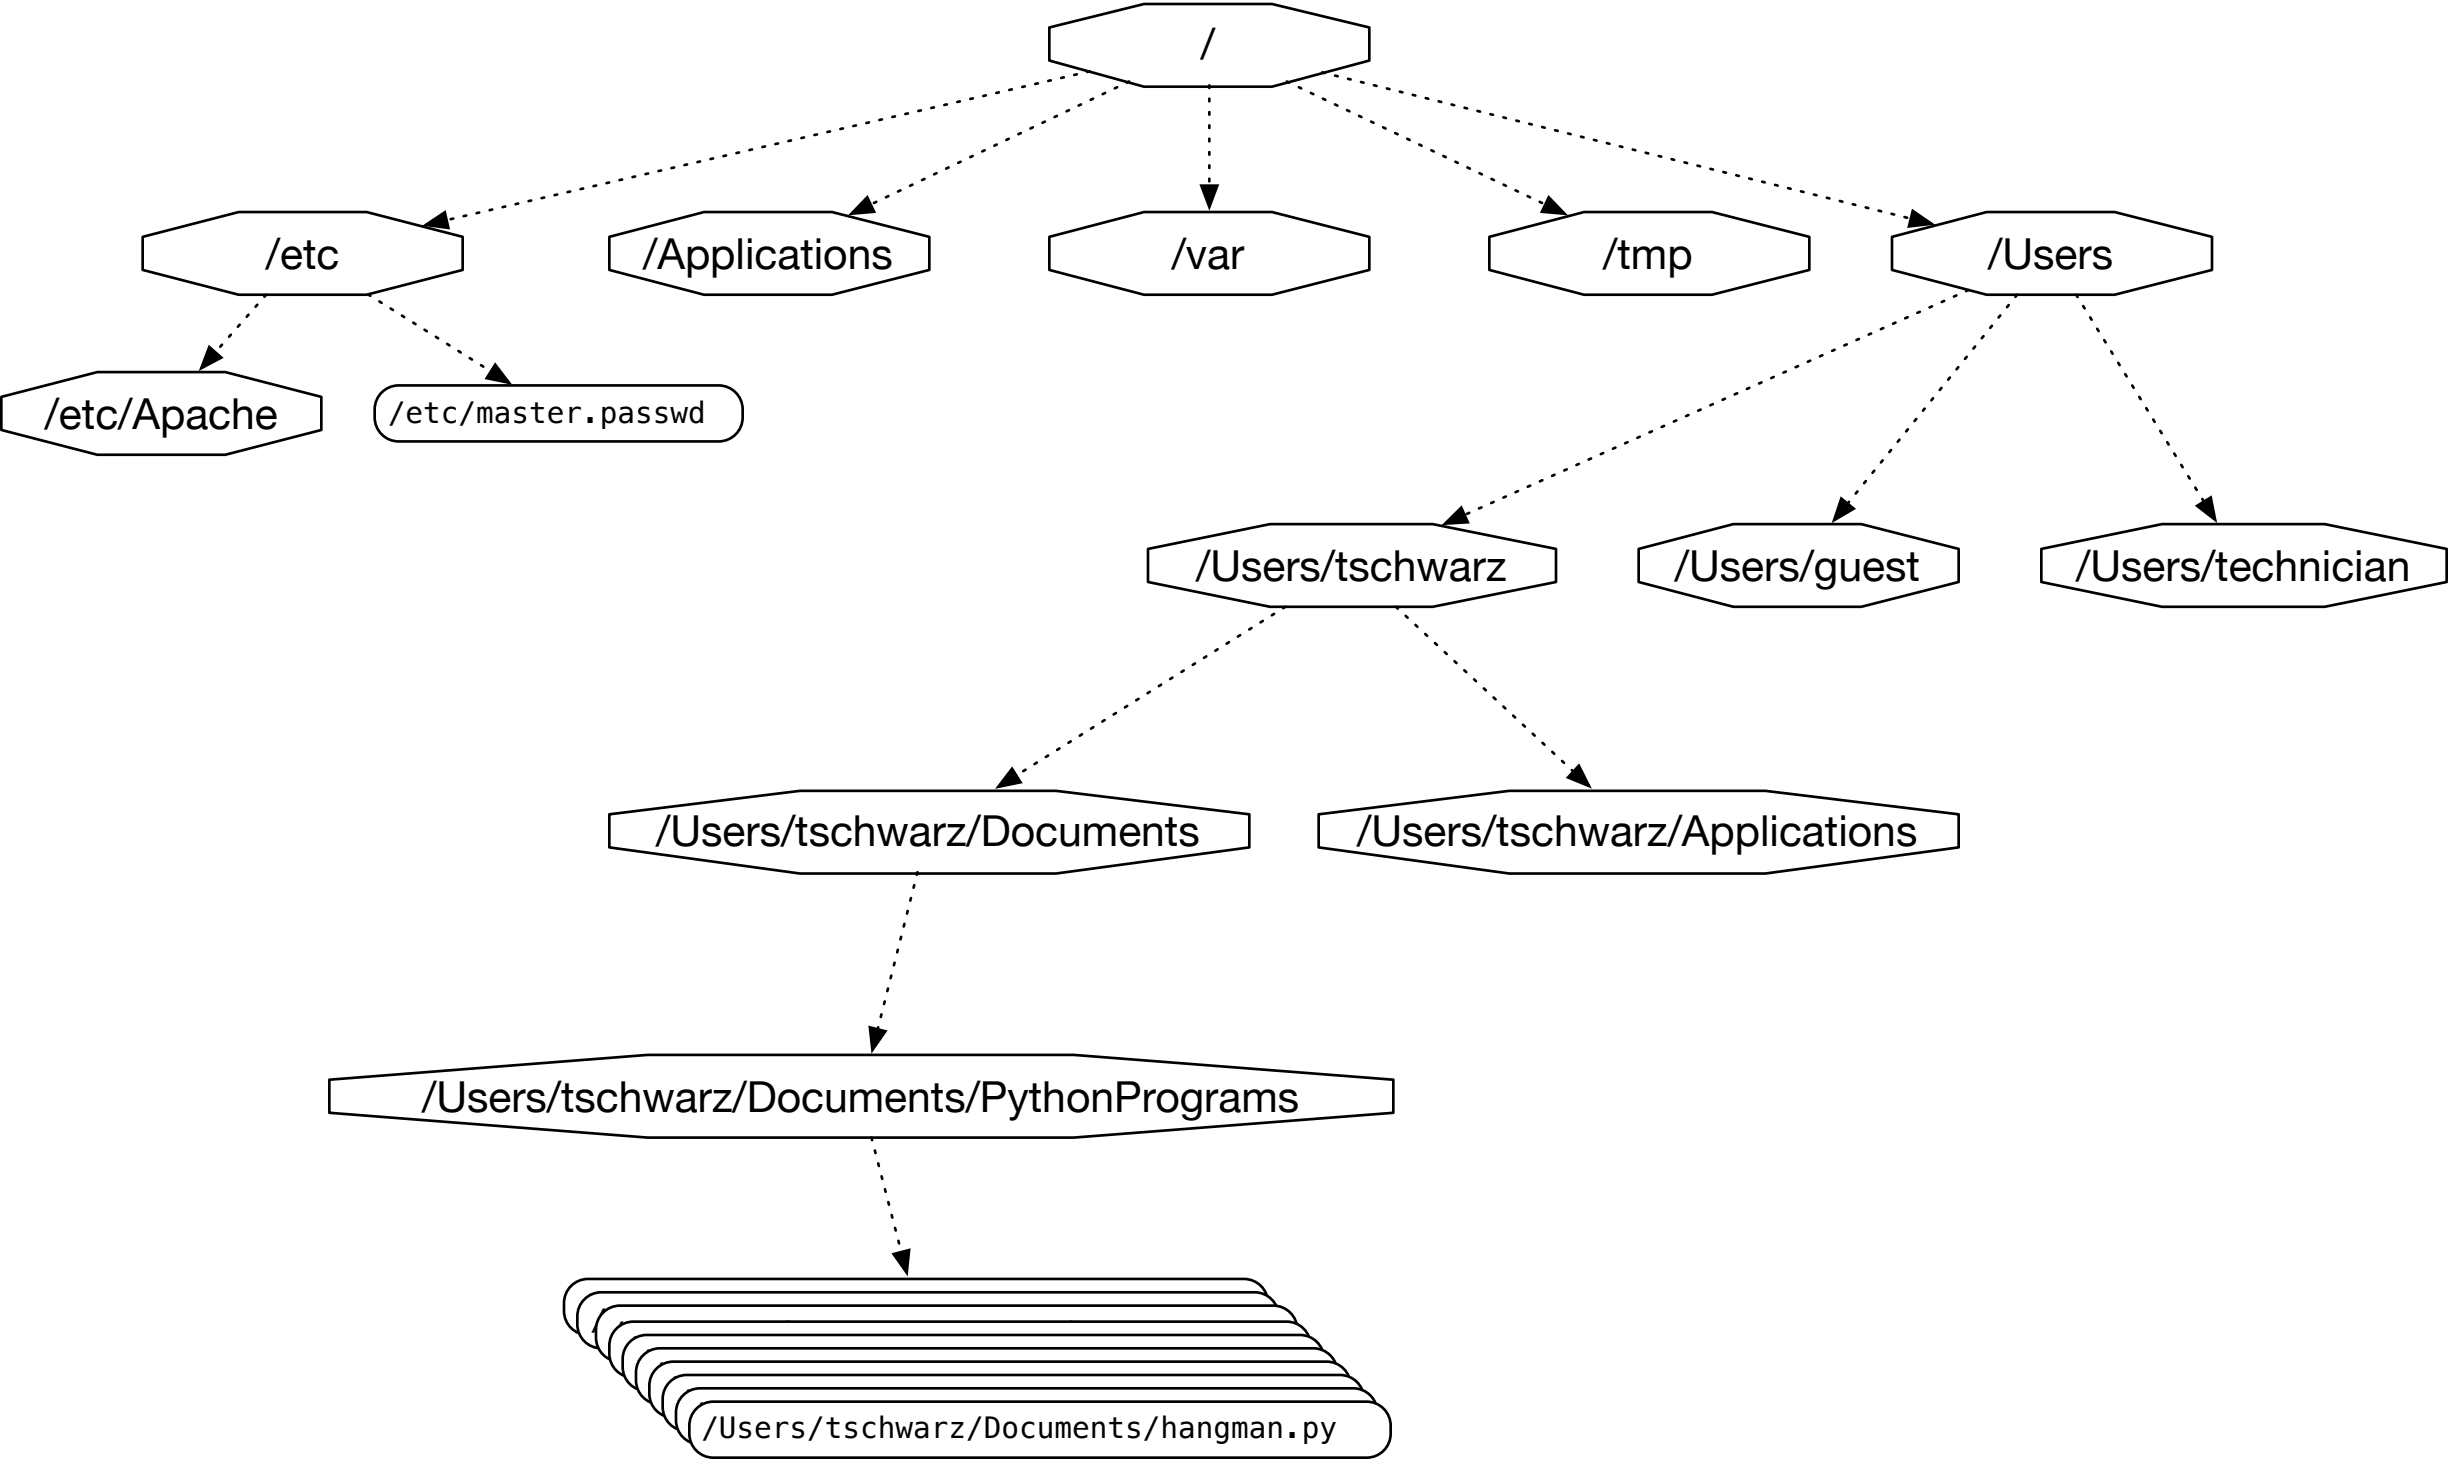 /
/etc
/Applications
/var
/tmp
/Users
/etc/Apache
/etc/master.passwd
/Users/tschwarz
/Users/guest
/Users/technician
/Users/tschwarz/Documents
/Users/tschwarz/Applications
/Users/tschwarz/Documents/PythonPrograms
/Users/tschwarz/Documents/hangman.py